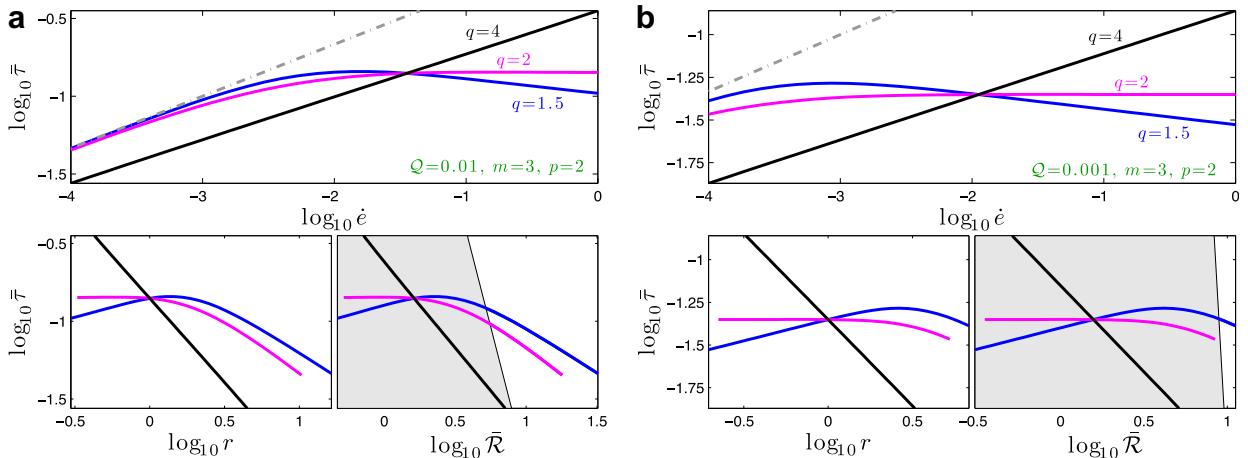 a
−0.5
−1
−1.5
log₁₀ τ̄
q=4
q=2
q=1.5
𝒬=0.01, m=3, p=2
−4 −3 −2 −1 0
log₁₀ ė
−0.5
−1
−1.5
log₁₀ τ̄
−0.5 0 0.5 1
log₁₀ r
0 0.5 1 1.5
log₁₀ ℛ̄
b
−1
−1.25
−1.5
−1.75
log₁₀ τ̄
q=4
q=2
q=1.5
𝒬=0.001, m=3, p=2
−4 −3 −2 −1 0
log₁₀ ė
−1
−1.25
−1.5
−1.75
log₁₀ τ̄
−0.5 0 0.5
log₁₀ r
−0.5 0 0.5 1
log₁₀ ℛ̄